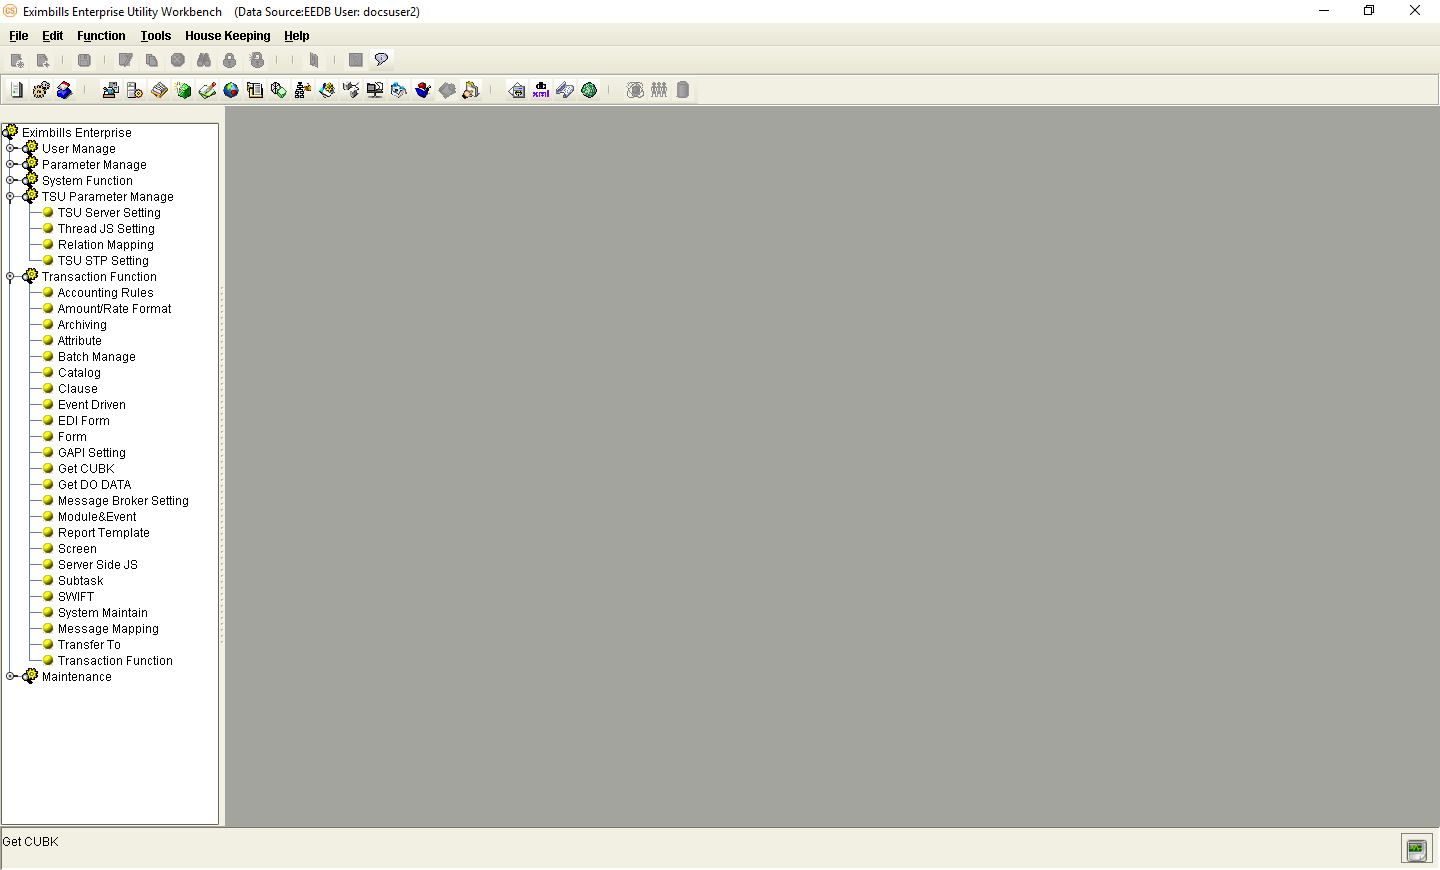 Eximbills Enterprise Utility Workbench (Data Source:EEDB User: docsuser2)
File Edit Function Tools House Keeping Help
db
xml
Eximbills Enterprise
User Manage
Parameter Manage
System Function
TSU Parameter Manage
TSU Server Setting
Thread JS Setting
Relation Mapping
TSU STP Setting
Transaction Function
Accounting Rules
Amount/Rate Format
Archiving
Attribute
Batch Manage
Catalog
Clause
Event Driven
EDI Form
Form
GAPI Setting
Get CUBK
Get DO DATA
Message Broker Setting
Module&Event
Report Template
Screen
Server Side JS
Subtask
SWIFT
System Maintain
Message Mapping
Transfer To
Transaction Function
Maintenance
Get CUBK